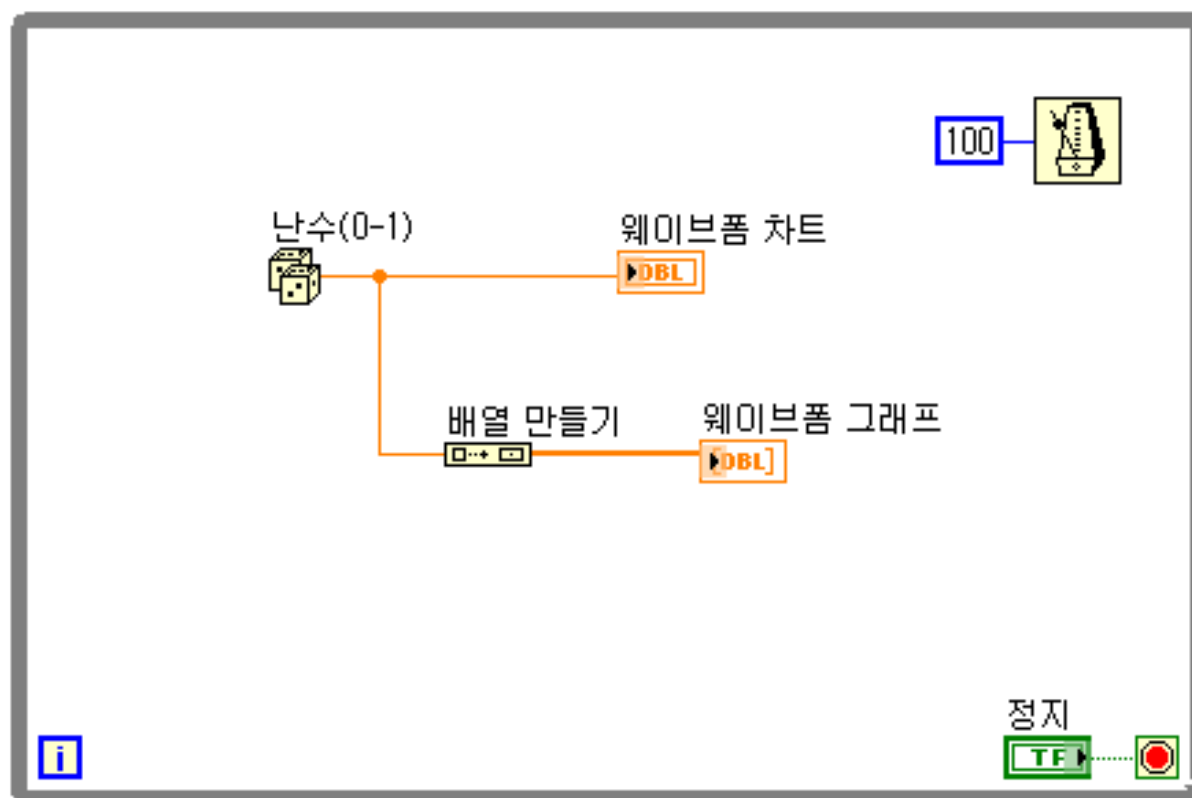 100
난수(0-1)
웨이브폼 차트
DBL
배열 만들기
웨이브폼 그래프
[DBL]
정지
TF
i